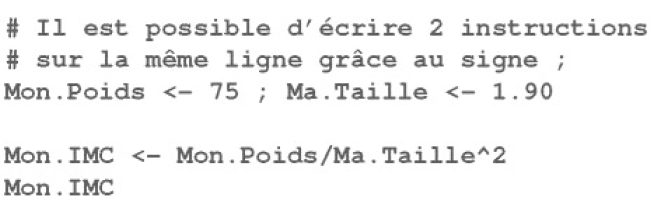 # Il est possible d’écrire 2 instructions
# sur la même ligne grâce au signe ;
Mon.Poids <- 75 ; Ma.Taille <- 1.90
Mon.IMC <- Mon.Poids/Ma.Taille^2
Mon.IMC